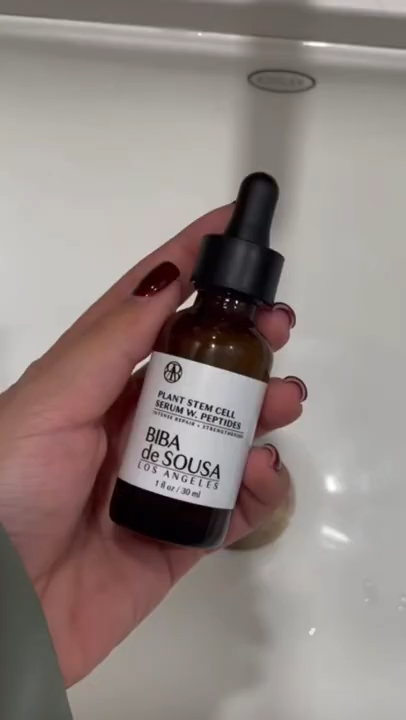 PLANT STEM CELL
SERUM W. PEPTIDES
INTENSE REPAIR + STRENGTHENING
BIBA
de SOUSA
LOS ANGELES
1 fl oz / 30 ml